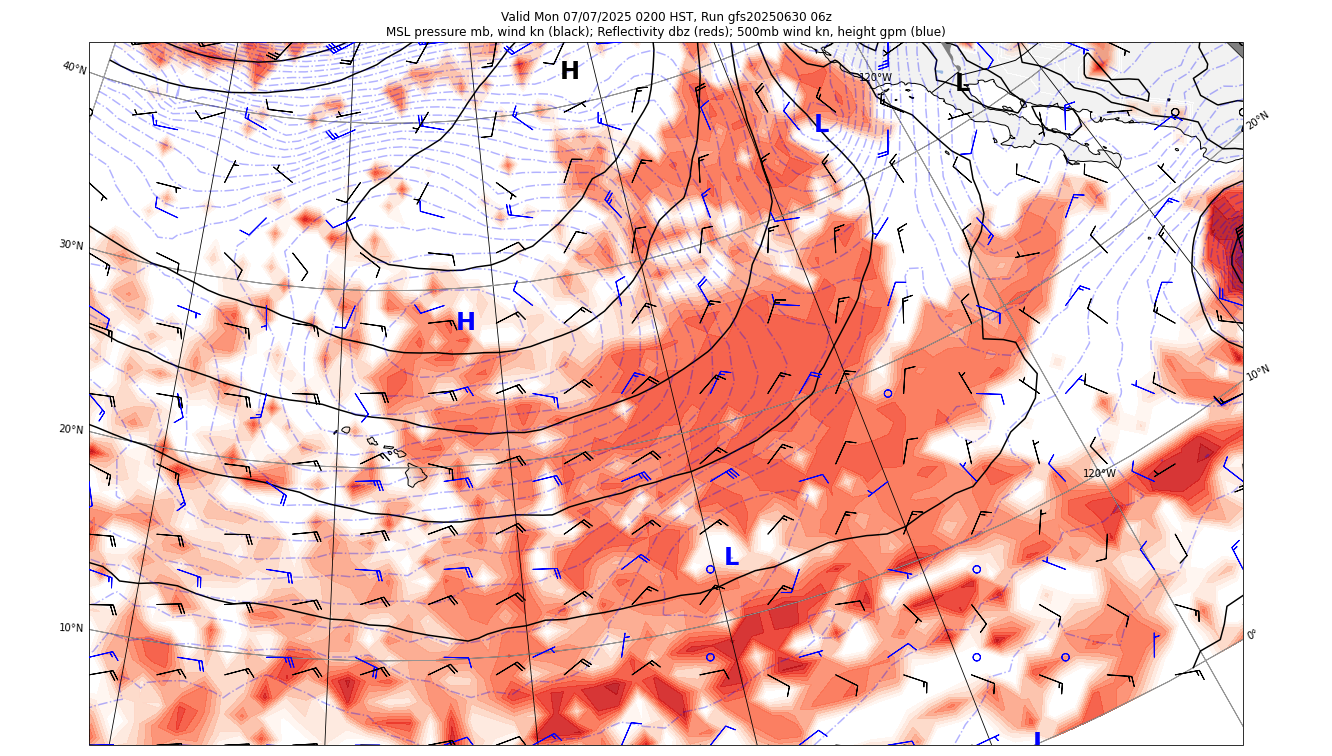 Valid Mon 07/07/2025 0200 HST, Run gfs20250630 06z
MSL pressure mb, wind kn (black); Reflectivity dbz (reds); 500mb wind kn, height gpm (blue)
40°N
H
120°W
L
L
20°N
30°N
H
10°N
20°N
120°W
L
10°N
0°
L